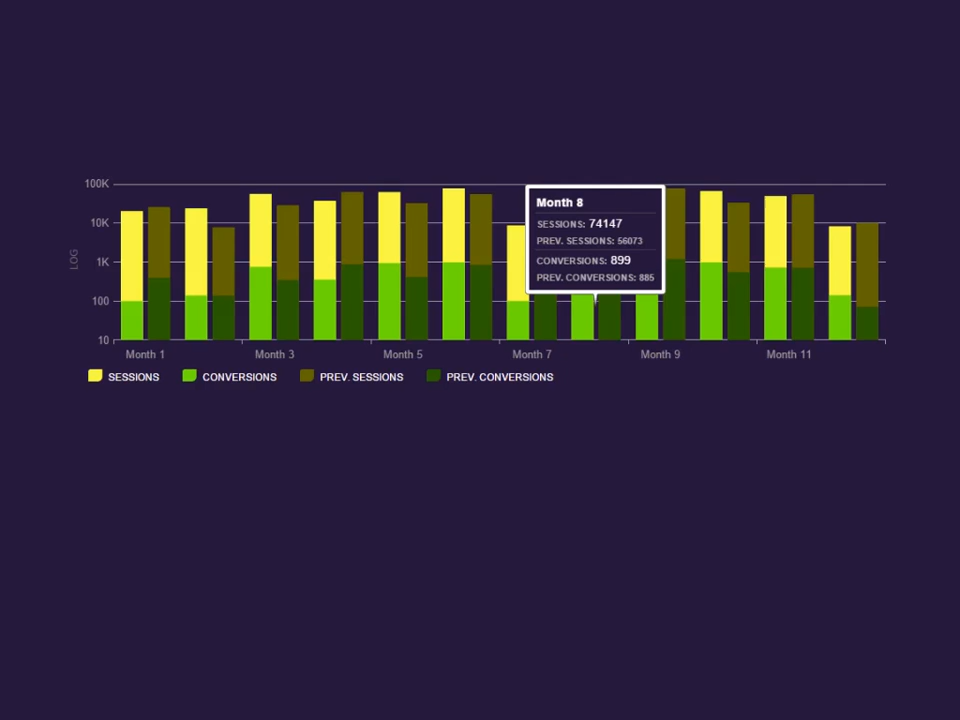 100K
10K
1K
100
10
LOG
Month 8
SESSIONS: 74147
PREV. SESSIONS: 56073
CONVERSIONS: 899
PREV. CONVERSIONS: 885
Month 1 Month 3 Month 5 Month 7 Month 9 Month 11
SESSIONS CONVERSIONS PREV. SESSIONS PREV. CONVERSIONS